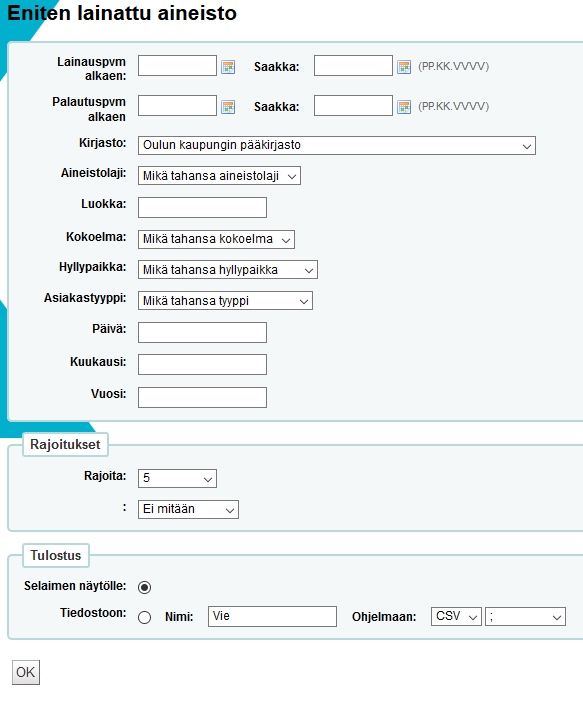 Eniten lainattu aineisto
Lainauspvm alkaen: Saakka: (PP.KK.VVVV)
Palautuspvm alkaen Saakka: (PP.KK.VVVV)
Kirjasto: Oulun kaupungin pääkirjasto
Aineistolaji: Mikä tahansa aineistolaji
Luokka:
Kokoelma: Mikä tahansa kokoelma
Hyllypaikka: Mikä tahansa hyllypaikka
Asiakastyyppi: Mikä tahansa tyyppi
Päivä:
Kuukausi:
Vuosi:
Rajoitukset
Rajoita: 5
: Ei mitään
Tulostus
Selaimen näytölle:
Tiedostoon: Nimi: Vie Ohjelmaan: CSV ;
OK